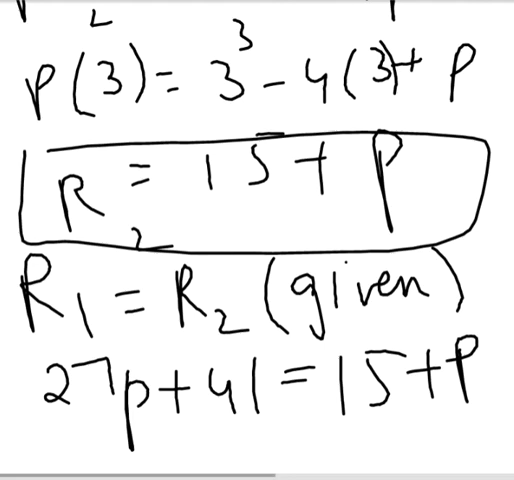 p(3) = 3³ - 4(3) + p
R₂ = 15 + p
R₁ = R₂ (given)
27p + 41 = 15 + p